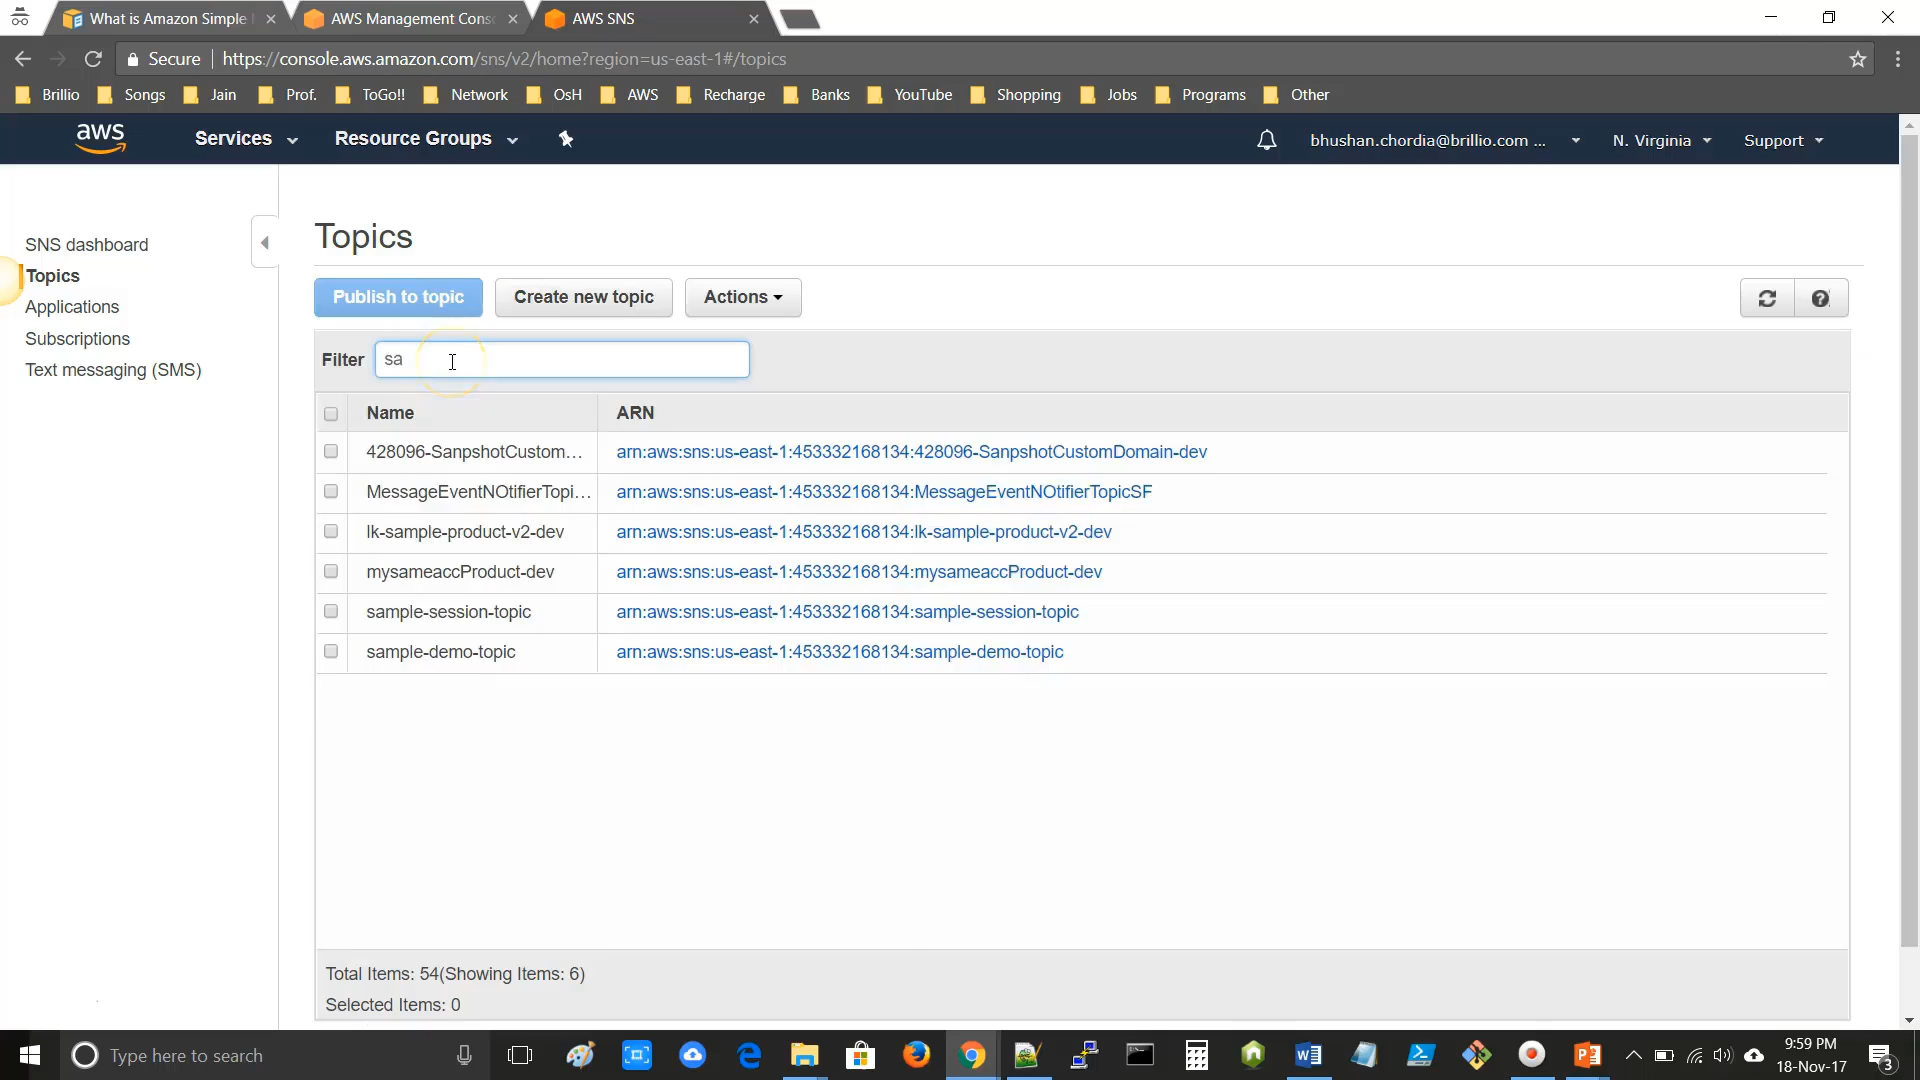 What is Amazon Simple
AWS Management Cons
AWS SNS
Secure
https://console.aws.amazon.com/sns/v2/home?region=us-east-1#/topics
Brillio
Songs
Jain
Prof.
ToGo!!
Network
OsH
AWS
Recharge
Banks
YouTube
Shopping
Jobs
Programs
Other
aws
Services
Resource Groups
bhushan.chordia@brillio.com ...
N. Virginia
Support
SNS dashboard
Topics
Applications
Subscriptions
Text messaging (SMS)
Topics
Publish to topic
Create new topic
Actions
Filter
sa
Name
ARN
428096-SanpshotCustom...
arn:aws:sns:us-east-1:453332168134:428096-SanpshotCustomDomain-dev
MessageEventNOtifierTopi...
arn:aws:sns:us-east-1:453332168134:MessageEventNOtifierTopicSF
lk-sample-product-v2-dev
arn:aws:sns:us-east-1:453332168134:lk-sample-product-v2-dev
mysameaccProduct-dev
arn:aws:sns:us-east-1:453332168134:mysameaccProduct-dev
sample-session-topic
arn:aws:sns:us-east-1:453332168134:sample-session-topic
sample-demo-topic
arn:aws:sns:us-east-1:453332168134:sample-demo-topic
Total Items: 54(Showing Items: 6)
Selected Items: 0
Type here to search
9:59 PM
18-Nov-17
3